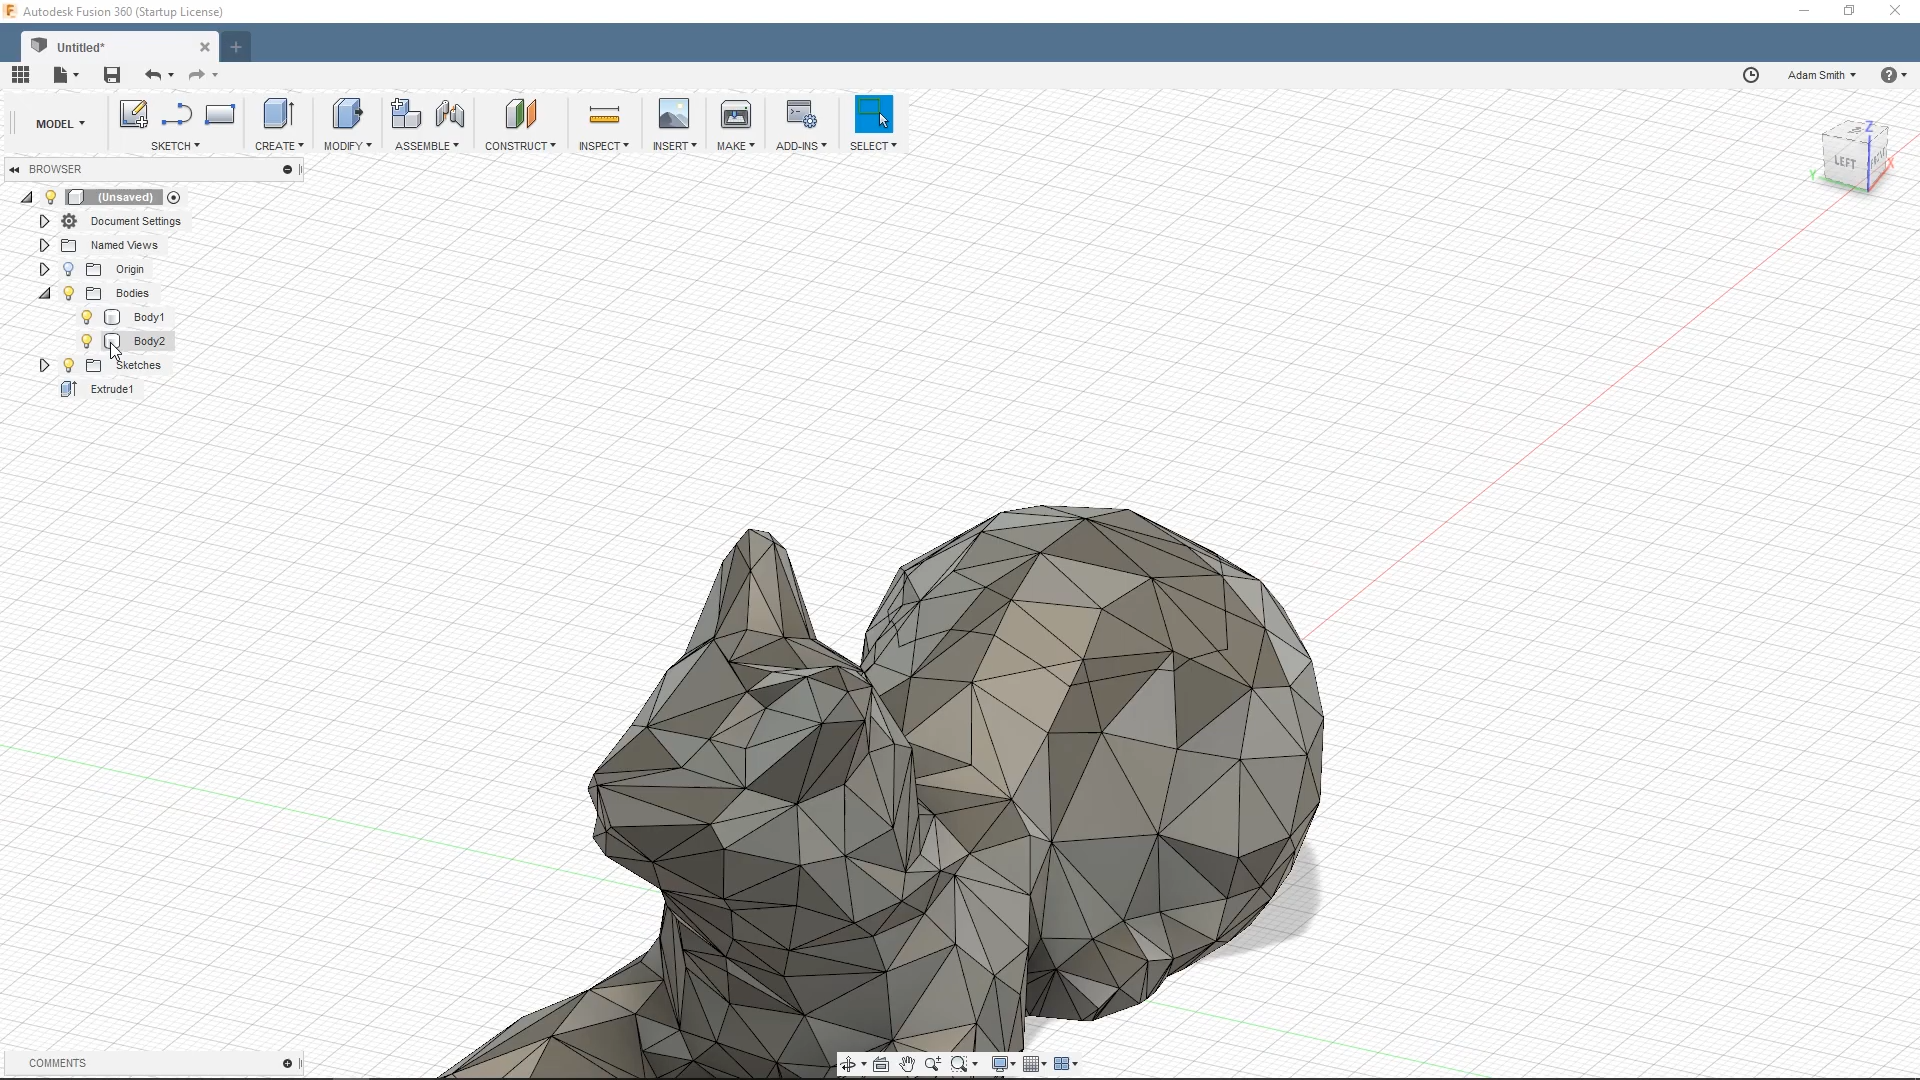 Autodesk Fusion 360 (Startup License)
Untitled*
Adam Smith
MODEL
SKETCH
CREATE
MODIFY
ASSEMBLE
CONSTRUCT
INSPECT
INSERT
MAKE
ADD-INS
SELECT
BROWSER
(Unsaved)
Document Settings
Named Views
Origin
Bodies
Body1
Body2
Sketches
Extrude1
Z
LEFT
X
Y
COMMENTS